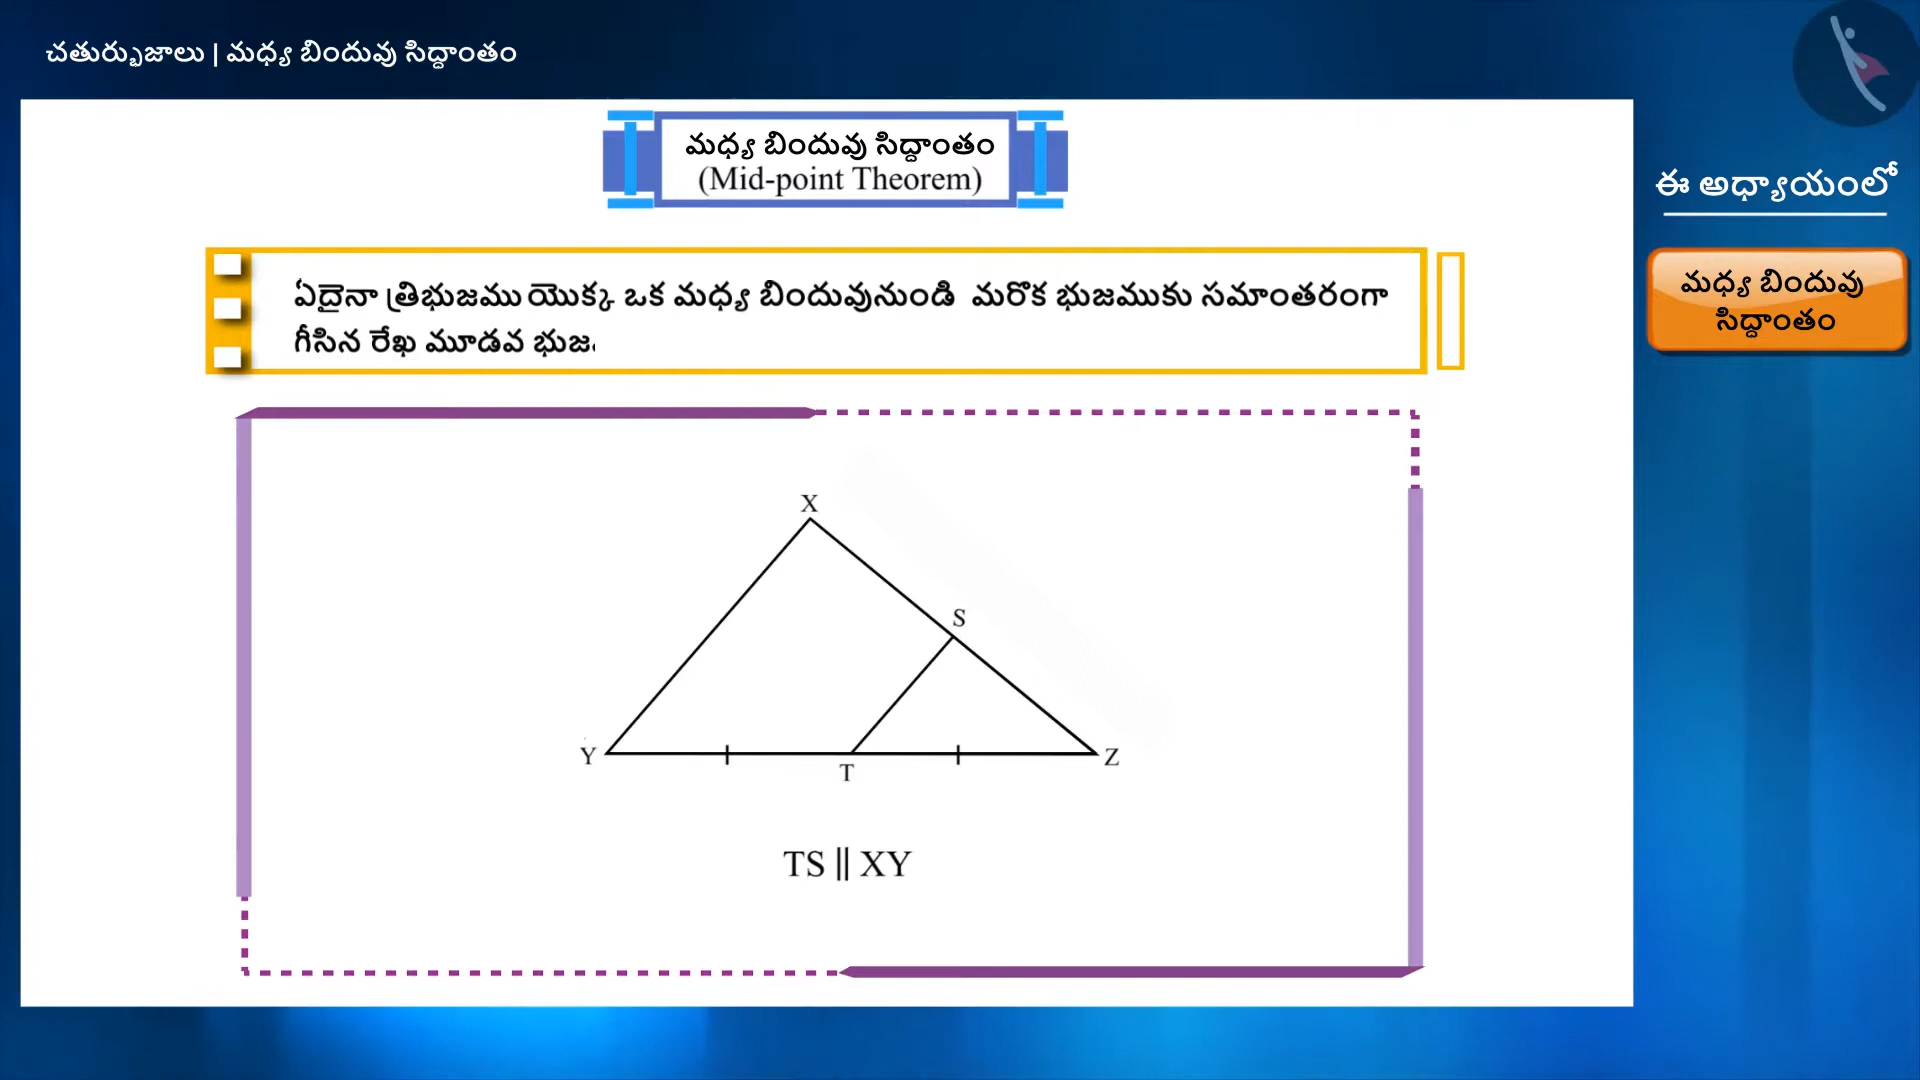 చతుర్భుజాలు | మధ్య బిందువు సిద్ధాంతం
మధ్య బిందువు సిద్ధాంతం
(Mid-point Theorem)
ఈ అధ్యాయంలో
మధ్య బిందువు
సిద్ధాంతం
ఏదైనా త్రిభుజము యొక్క ఒక మధ్య బిందువునుండి మరొక భుజముకు సమాంతరంగా
గీసిన రేఖ మూడవ
X
S
Y
T
Z
TS || XY